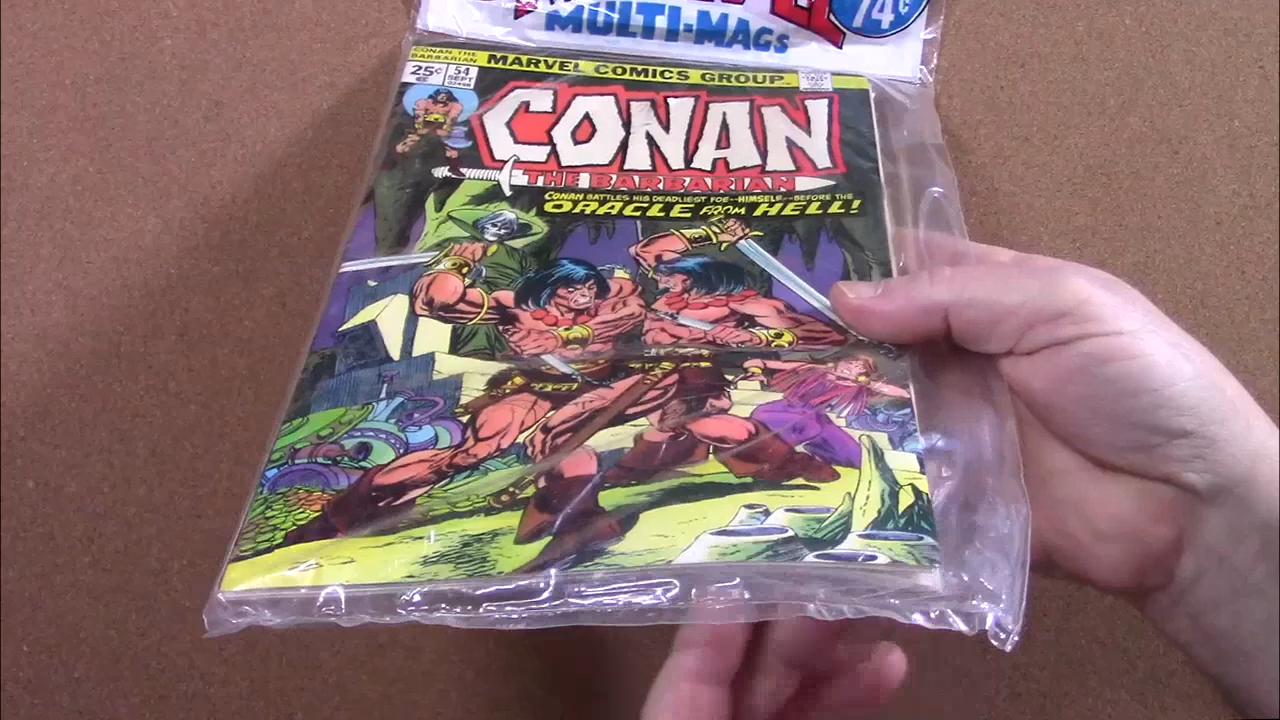 74¢
MULTI-MAGS
CONAN THE
BARBARIAN
MARVEL COMICS GROUP
25¢
54
SEPT
02498
CONAN
THE BARBARIAN
CONAN BATTLES HIS DEADLIEST FOE--HIMSELF--BEFORE THE
ORACLE FROM HELL!